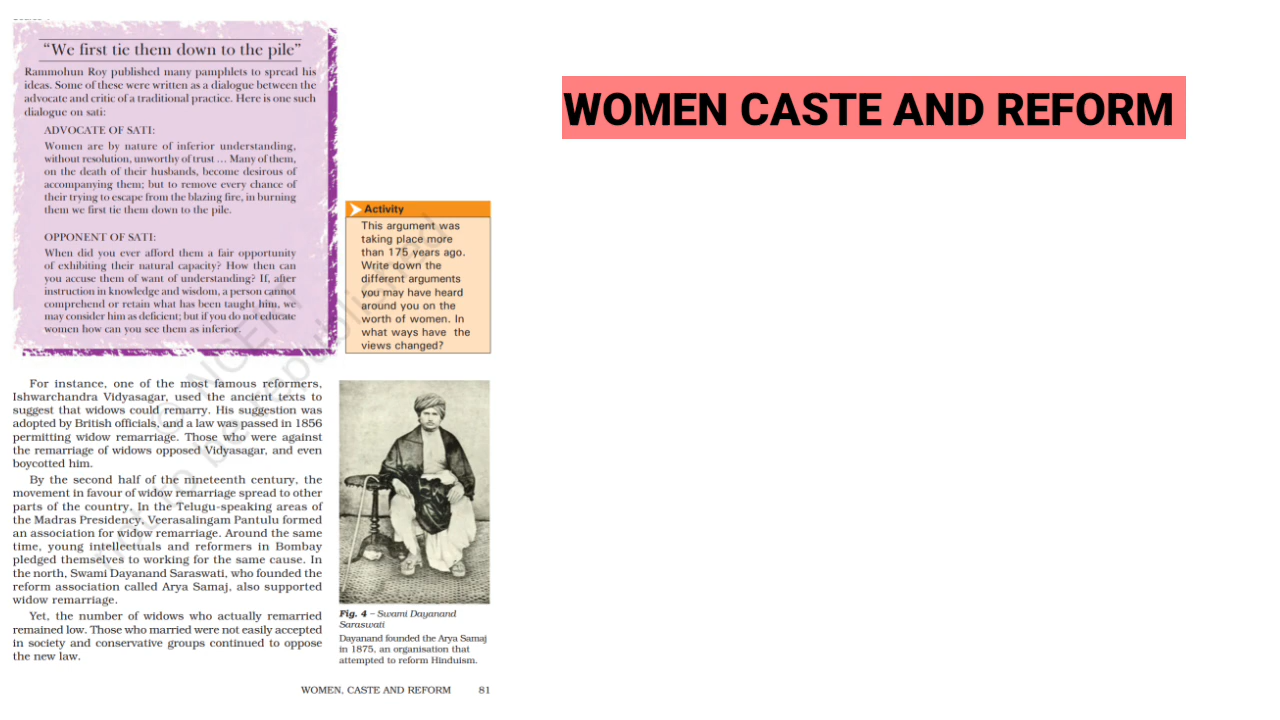 "We first tie them down to the pile"
Rammohun Roy published many pamphlets to spread his
ideas. Some of these were written as a dialogue between the
advocate and critic of a traditional practice. Here is one such
dialogue on sati:
ADVOCATE OF SATI:
Women are by nature of inferior understanding,
without resolution, unworthy of trust … Many of them,
on the death of their husbands, become desirous of
accompanying them; but to remove every chance of
their trying to escape from the blazing fire, in burning
them we first tie them down to the pile.
OPPONENT OF SATI:
When did you ever afford them a fair opportunity
of exhibiting their natural capacity? How then can
you accuse them of want of understanding? If, after
instruction in knowledge and wisdom, a person cannot
comprehend or retain what has been taught him, we
may consider him as deficient; but if you do not educate
women how can you see them as inferior.
Activity
This argument was
taking place more
than 175 years ago.
Write down the
different arguments
you may have heard
around you on the
worth of women. In
what ways have the
views changed?
For instance, one of the most famous reformers,
Ishwarchandra Vidyasagar, used the ancient texts to
suggest that widows could remarry. His suggestion was
adopted by British officials, and a law was passed in 1856
permitting widow remarriage. Those who were against
the remarriage of widows opposed Vidyasagar, and even
boycotted him.
By the second half of the nineteenth century, the
movement in favour of widow remarriage spread to other
parts of the country. In the Telugu-speaking areas of
the Madras Presidency, Veerasalingam Pantulu formed
an association for widow remarriage. Around the same
time, young intellectuals and reformers in Bombay
pledged themselves to working for the same cause. In
the north, Swami Dayanand Saraswati, who founded the
reform association called Arya Samaj, also supported
widow remarriage.
Yet, the number of widows who actually remarried
remained low. Those who married were not easily accepted
in society and conservative groups continued to oppose
the new law.
Fig. 4 – Swami Dayanand
Saraswati
Dayanand founded the Arya Samaj
in 1875, an organisation that
attempted to reform Hinduism.
WOMEN, CASTE AND REFORM 81
WOMEN CASTE AND REFORM
© NCERT
not to be republished